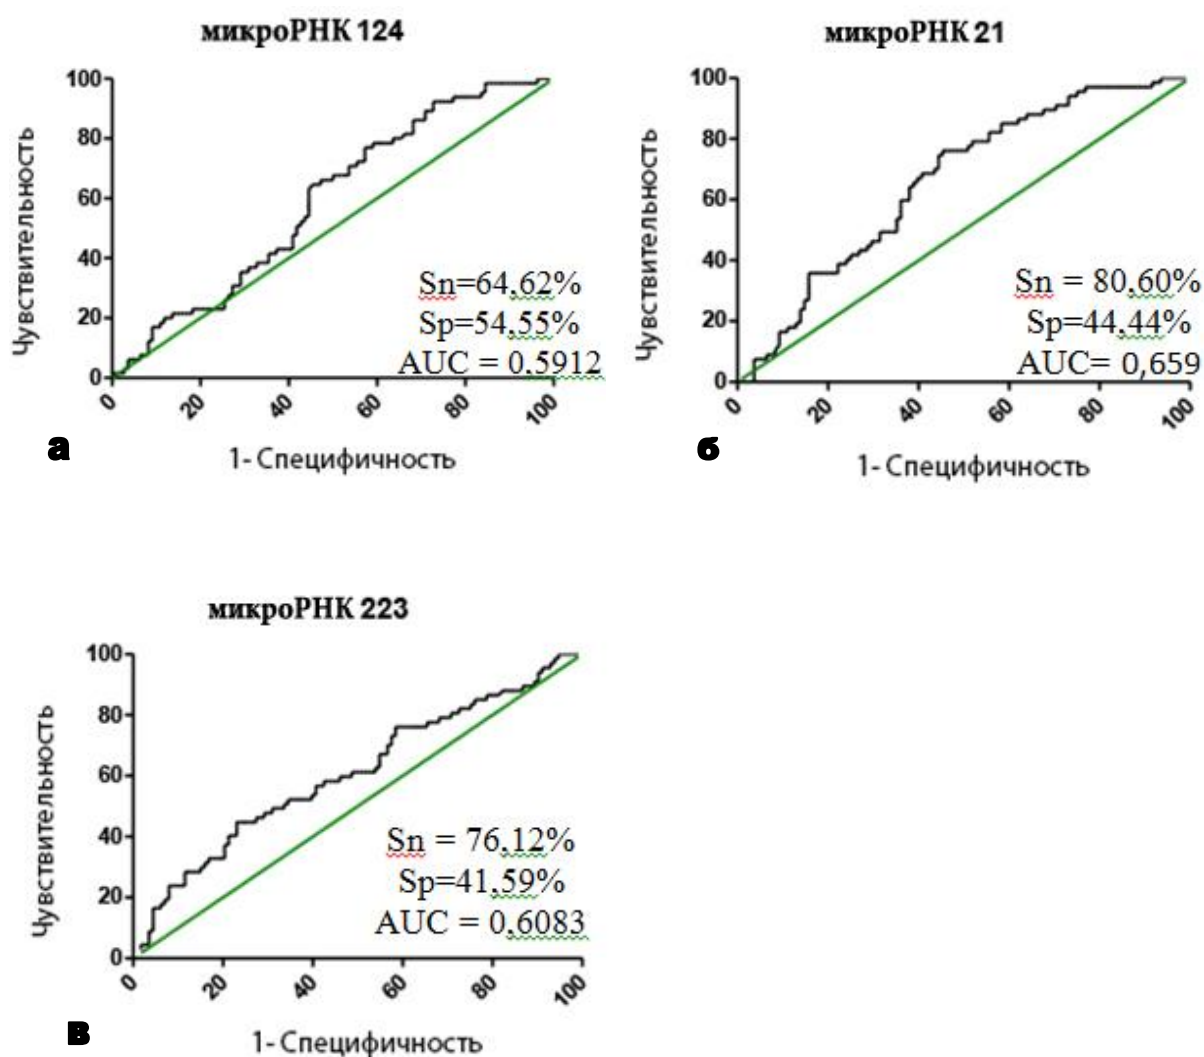 микроРНК 124
100
80
60
40
20
0
Чувствительность
Sn=64,62%
Sp=54,55%
AUC = 0,5912
0 20 40 60 80 100
1- Специфичность
а
микроРНК 21
100
80
60
40
20
0
Чувствительность
Sn = 80,60%
Sp=44,44%
AUC= 0,659
0 20 40 60 80 100
1- Специфичность
б
микроРНК 223
100
80
60
40
20
0
Чувствительность
Sn = 76,12%
Sp=41,59%
AUC = 0,6083
0 20 40 60 80 100
1- Специфичность
в